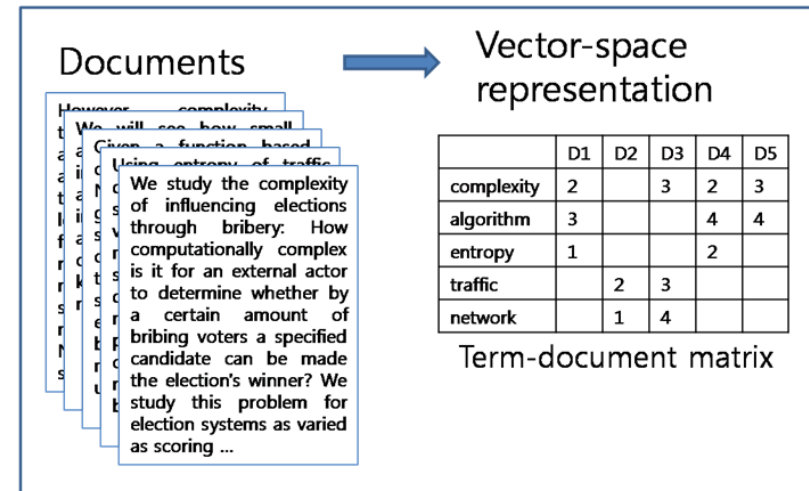 Documents
Vector-space
representation
However, complexity
We will see how small
Given a function based
Using entropy of traffic
We study the complexity
of influencing elections
through bribery: How
computationally complex
is it for an external actor
to determine whether by
a certain amount of
bribing voters a specified
candidate can be made
the election's winner? We
study this problem for
election systems as varied
as scoring ...
D1 D2 D3 D4 D5
complexity 2 3 2 3
algorithm 3 4 4
entropy 1 2
traffic 2 3
network 1 4
Term-document matrix